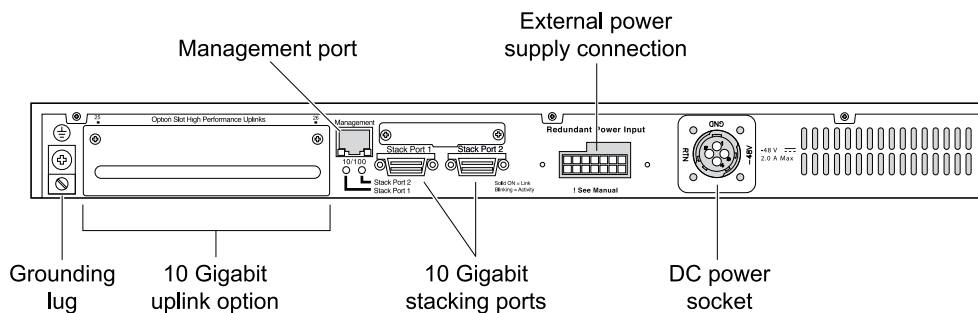 External power
supply connection
Management port
25
Option Slot High Performance Uplinks
26
Management
10/100
Stack Port 1
Stack Port 2
Stack Port 2
Stack Port 1
Solid ON = Link
Blinking = Activity
Redundant Power Input
! See Manual
GND
RTN
-48V
-48 V
2.0 A Max
Grounding
lug
10 Gigabit
uplink option
10 Gigabit
stacking ports
DC power
socket